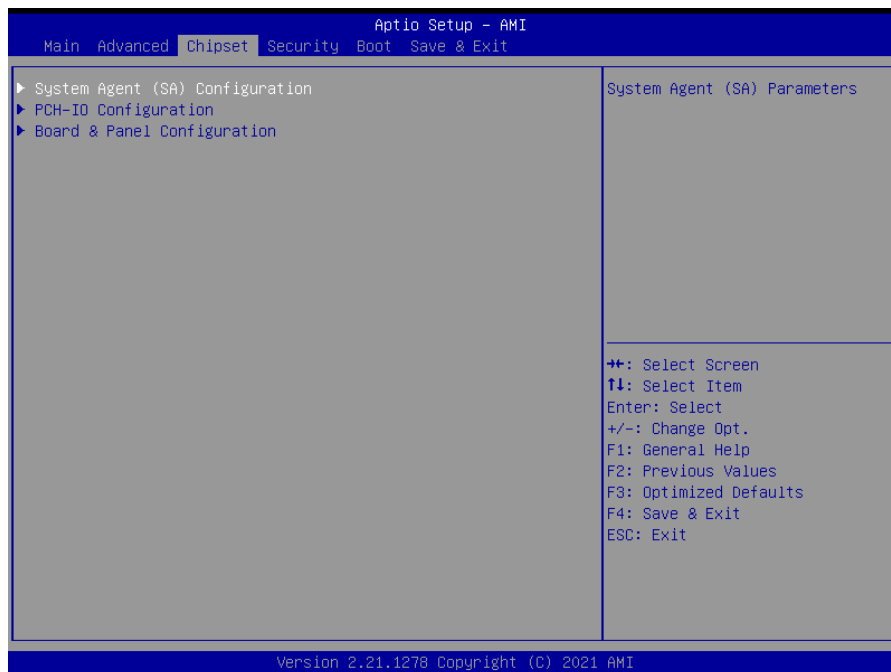 Aptio Setup – AMI
Main Advanced Chipset Security Boot Save & Exit
▶ System Agent (SA) Configuration
▶ PCH-IO Configuration
▶ Board & Panel Configuration
System Agent (SA) Parameters
→←: Select Screen
↑↓: Select Item
Enter: Select
+/-: Change Opt.
F1: General Help
F2: Previous Values
F3: Optimized Defaults
F4: Save & Exit
ESC: Exit
Version 2.21.1278 Copyright (C) 2021 AMI